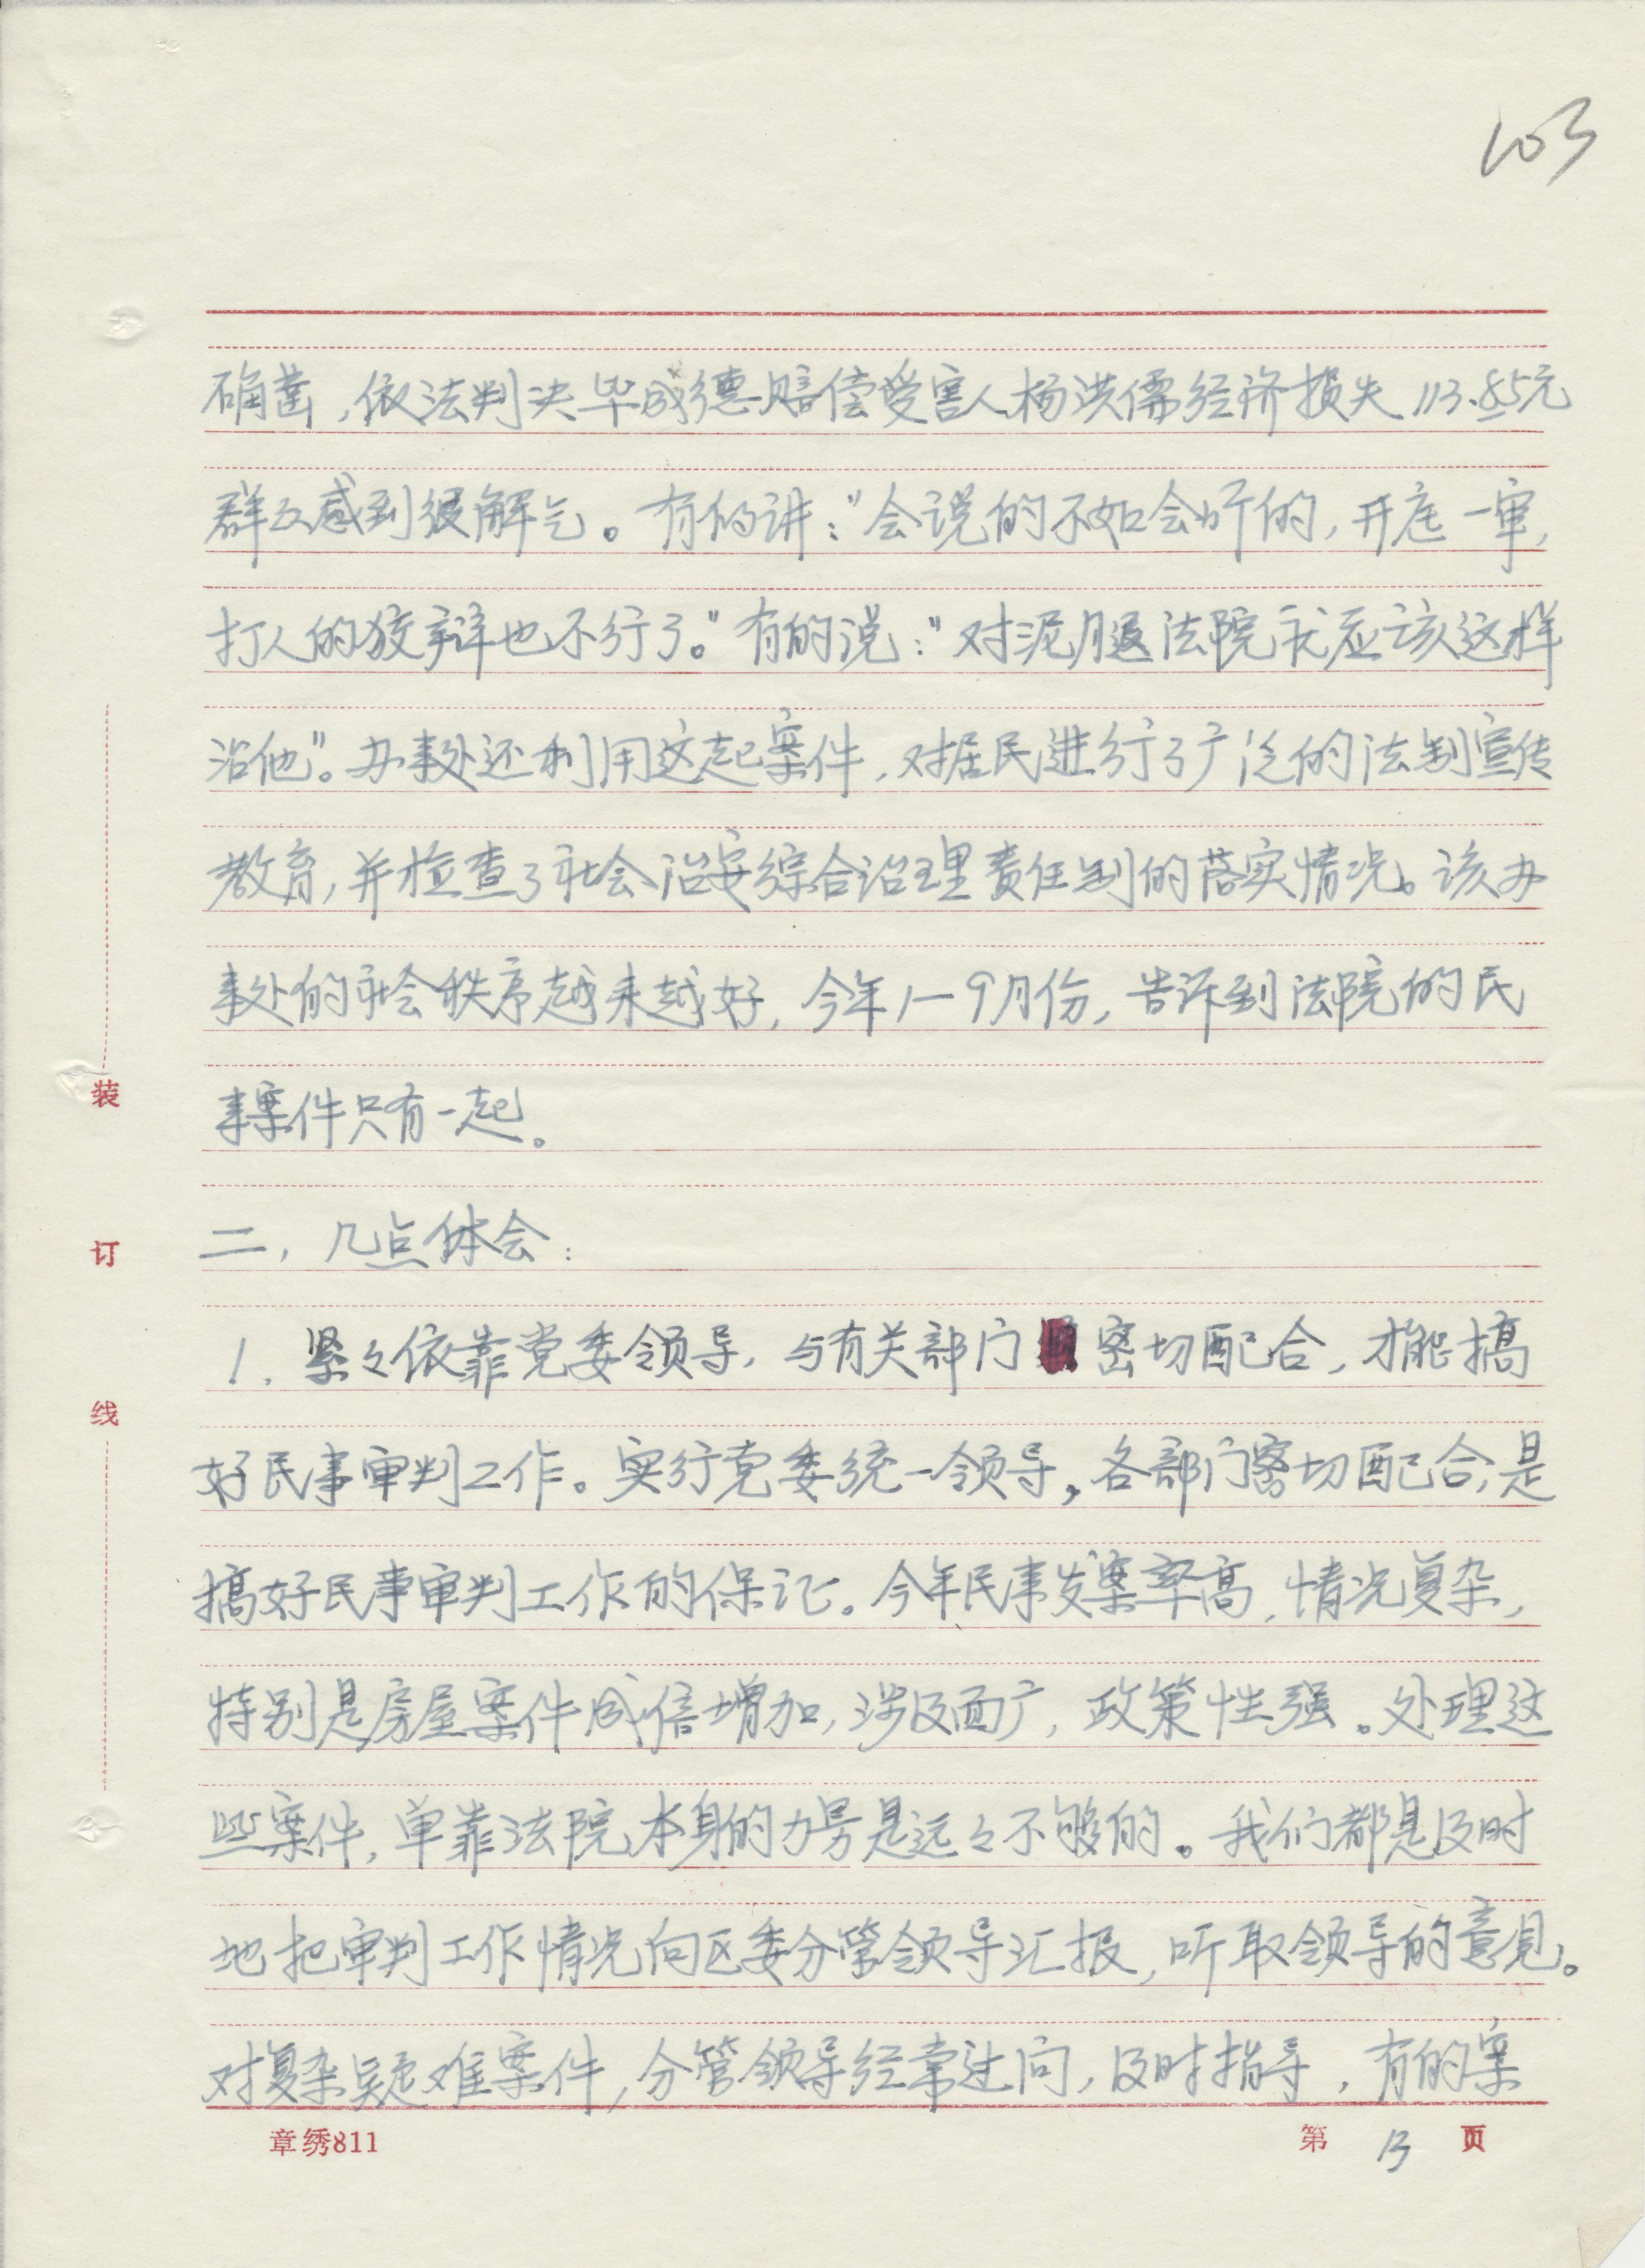 103
确凿，依法判决毕成德赔偿受害人杨洪儒经济损失113.85元
群众感到很解气。有的讲：“会说的不如会听的，开庭一审，
打人的狡辩也不行了。”有的说：“对泥腿法院就应该这样
治他”。办事处还利用这起案件，对居民进行了广泛的法制宣传
教育，并检查了社会治安综合治理责任制的落实情况。该办
事处的社会秩序越来越好，今年1—9月份，告诉到法院的民
事案件只有一起。
二，几点体会：
1．紧々依靠党委领导，与有关部门密切配合，才能搞
好民事审判工作。实行党委统一领导，各部门密切配合，是
搞好民事审判工作的保证。今年民事发案率高，情况复杂，
特别是房屋案件成倍增加，涉及面广，政策性强。处理这
些案件，单靠法院本身的力量是远々不够的。我们都是及时
地把审判工作情况向区委分管领导汇报，听取领导的意见。
对复杂疑难案件，分管领导经常过问，及时指导，有的案
装
订
线
章绣811
第 13 页